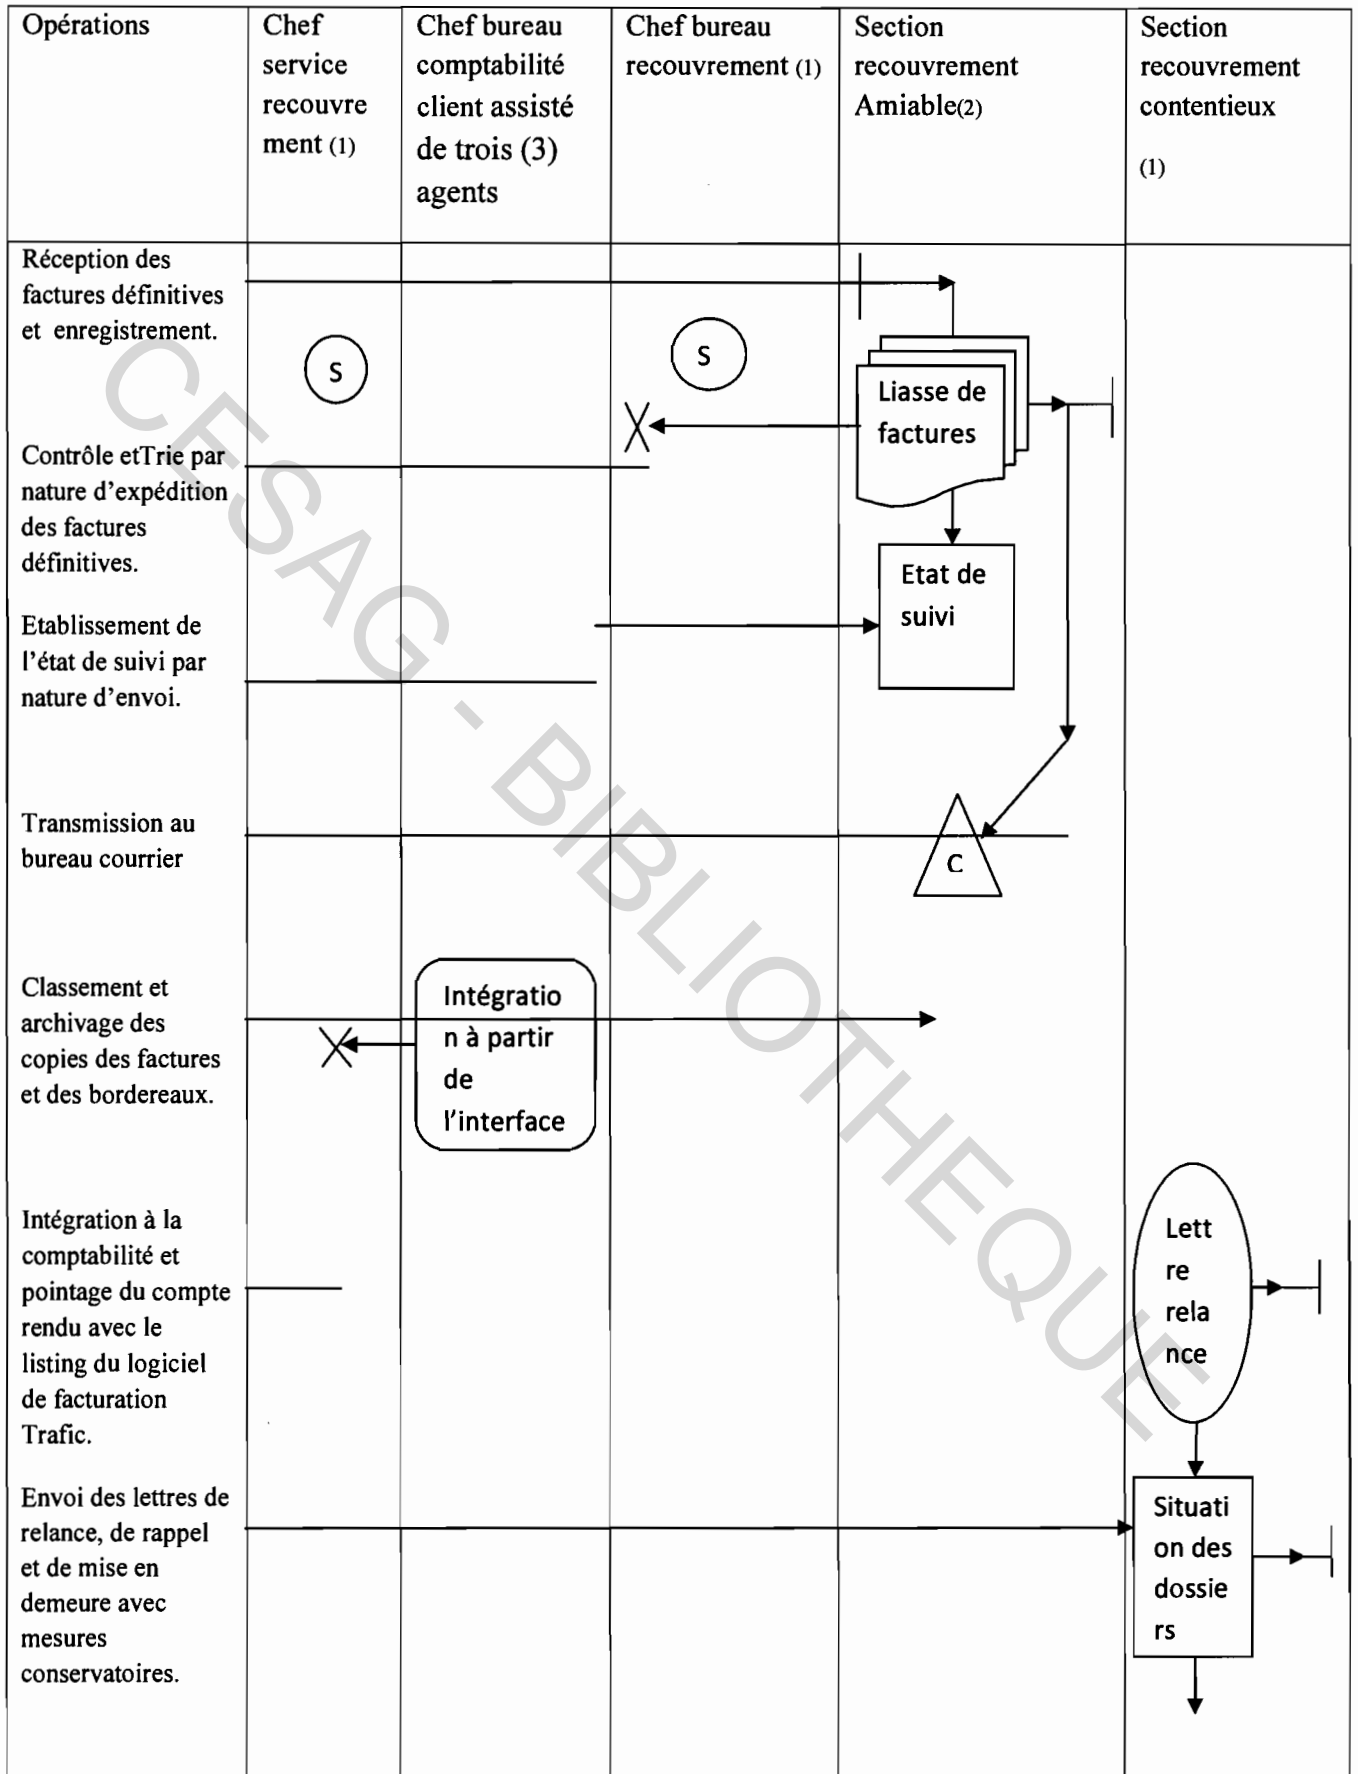 Opérations
Chef
service
recouvre
ment (1)
Chef bureau
comptabilité
client assisté
de trois (3)
agents
Chef bureau
recouvrement (1)
Section
recouvrement
Amiable(2)
Section
recouvrement
contentieux
(1)
Réception des
factures définitives
et enregistrement.
S
S
Liasse de
factures
Contrôle etTrie par
nature d'expédition
des factures
définitives.
Etat de
suivi
Etablissement de
l'état de suivi par
nature d'envoi.
Transmission au
bureau courrier
C
Classement et
archivage des
copies des factures
et des bordereaux.
Intégratio
n à partir
de
l'interface
Intégration à la
comptabilité et
pointage du compte
rendu avec le
listing du logiciel
de facturation
Trafic.
Lett
re
rela
nce
Envoi des lettres de
relance, de rappel
et de mise en
demeure avec
mesures
conservatoires.
Situati
on des
dossie
rs
CESAG - BIBLIOTHEQUE